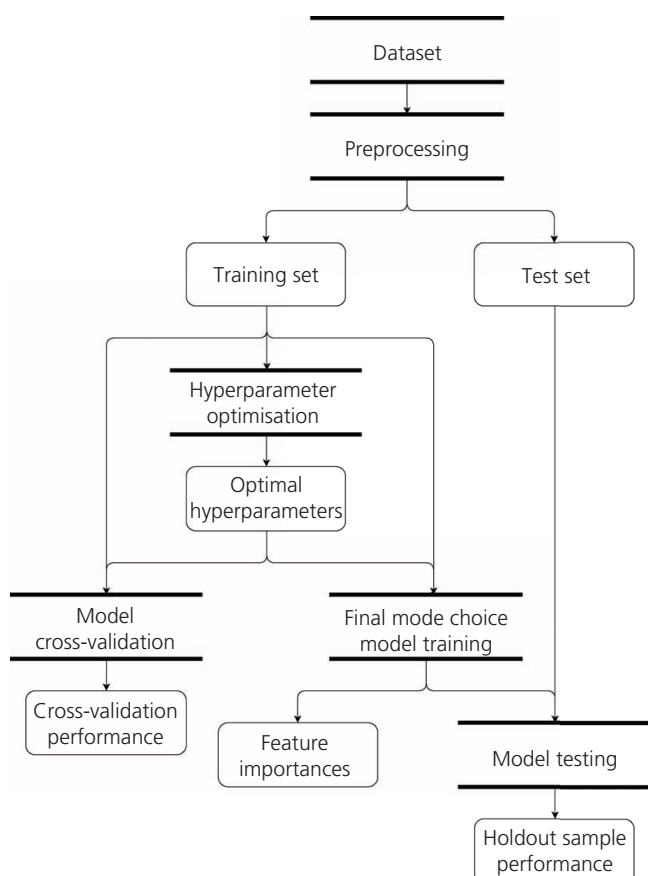 Dataset
Preprocessing
Training set
Test set
Hyperparameter
optimisation
Optimal
hyperparameters
Model
cross-validation
Final mode choice
model training
Cross-validation
performance
Feature
importances
Model testing
Holdout sample
performance